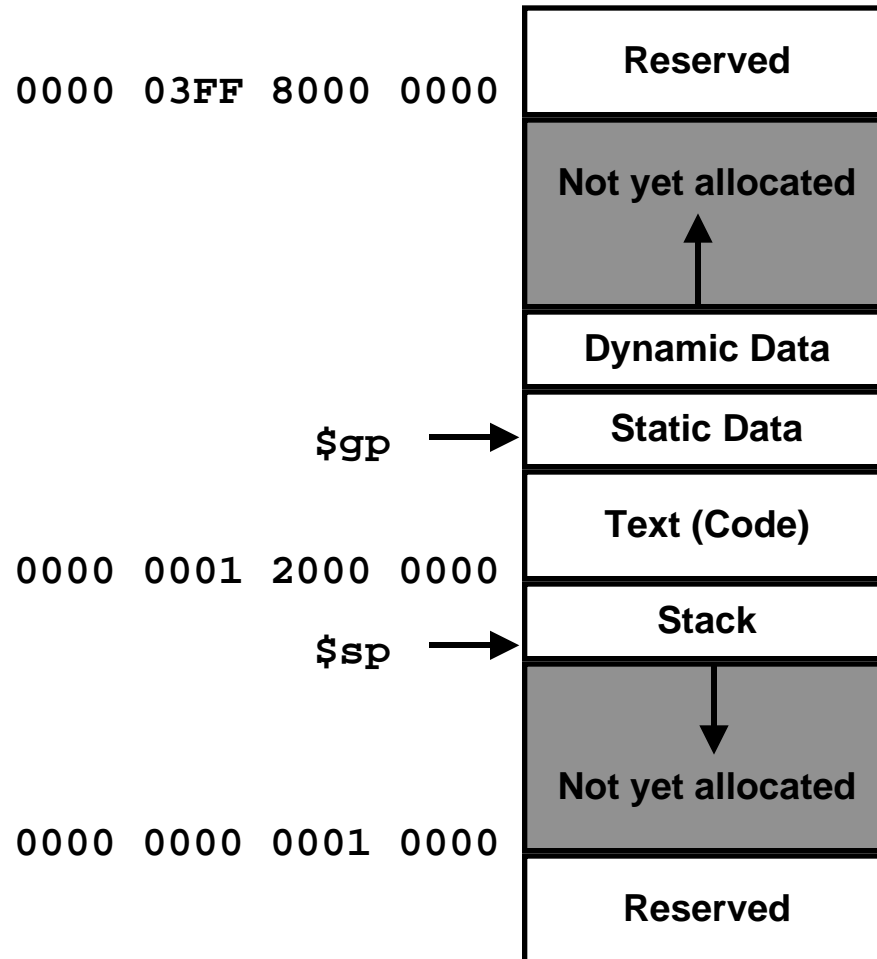 Reserved
0000 03FF 8000 0000
Not yet allocated
Dynamic Data
$gp
Static Data
Text (Code)
0000 0001 2000 0000
Stack
$sp
Not yet allocated
0000 0000 0001 0000
Reserved